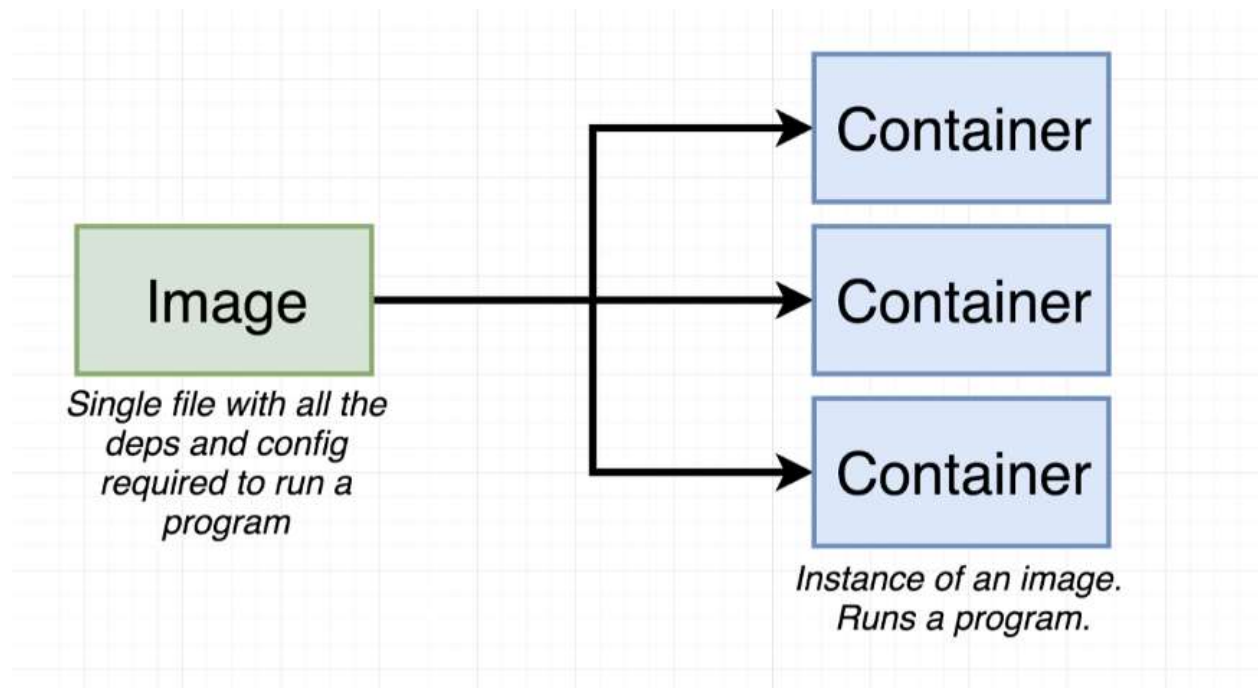 Container
Image
Container
Container
Single file with all the
deps and config
required to run a
program
Instance of an image.
Runs a program.